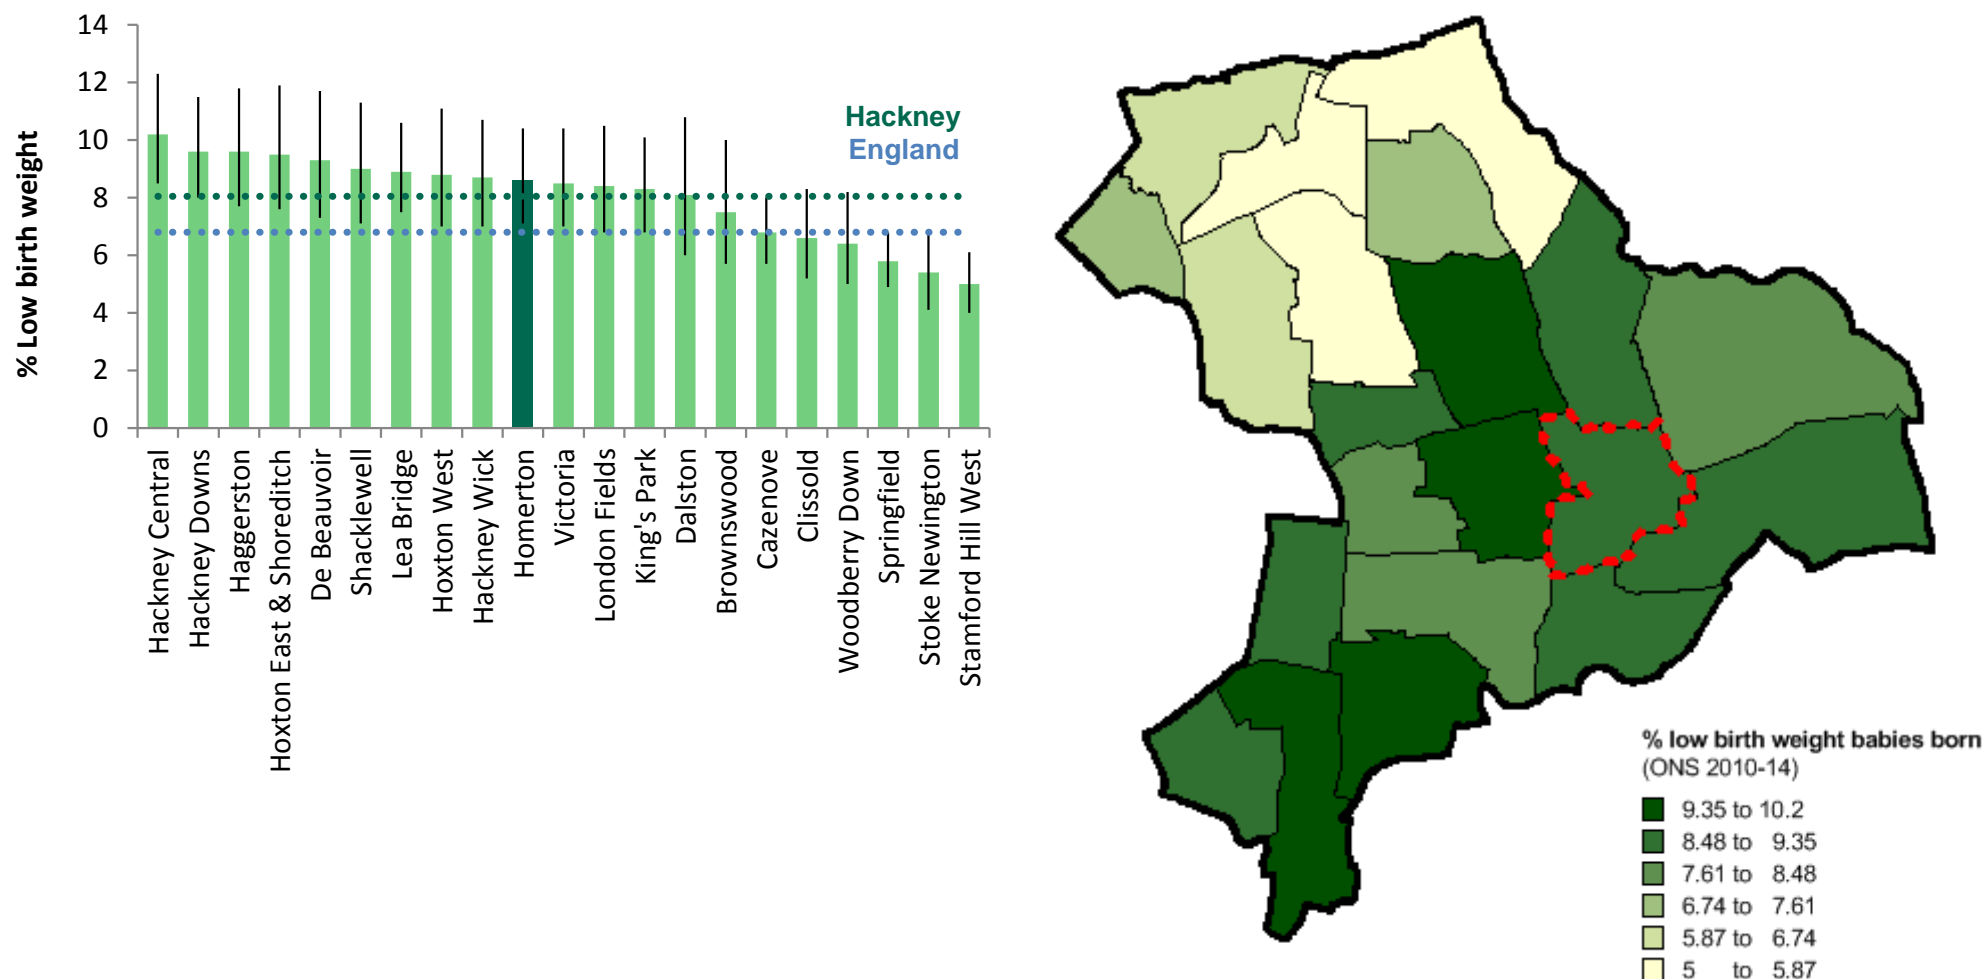 14
12
10
8
6
4
2
0
% Low birth weight
Hackney
England
Hackney Central
Hackney Downs
Haggerston
Hoxton East & Shoreditch
De Beauvoir
Shacklewell
Lea Bridge
Hoxton West
Hackney Wick
Homerton
Victoria
London Fields
King's Park
Dalston
Brownswood
Cazenove
Clissold
Woodberry Down
Springfield
Stoke Newington
Stamford Hill West
% low birth weight babies born
(ONS 2010-14)
9.35 to 10.2
8.48 to 9.35
7.61 to 8.48
6.74 to 7.61
5.87 to 6.74
5 to 5.87